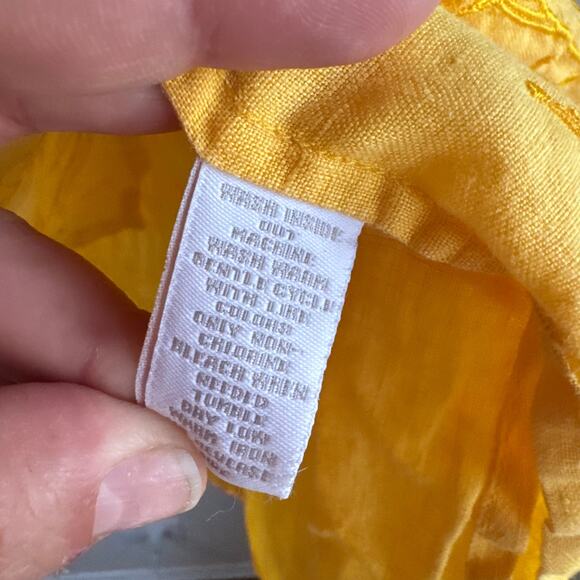 WASH INSIDE
OUT
MACHINE
WASH WARM
GENTLE CYCLE
WITH LIKE
COLORS
ONLY NON-
CHLORINE
BLEACH WHEN
NEEDED
TUMBLE
DRY LOW
WARM IRON
REVERSE